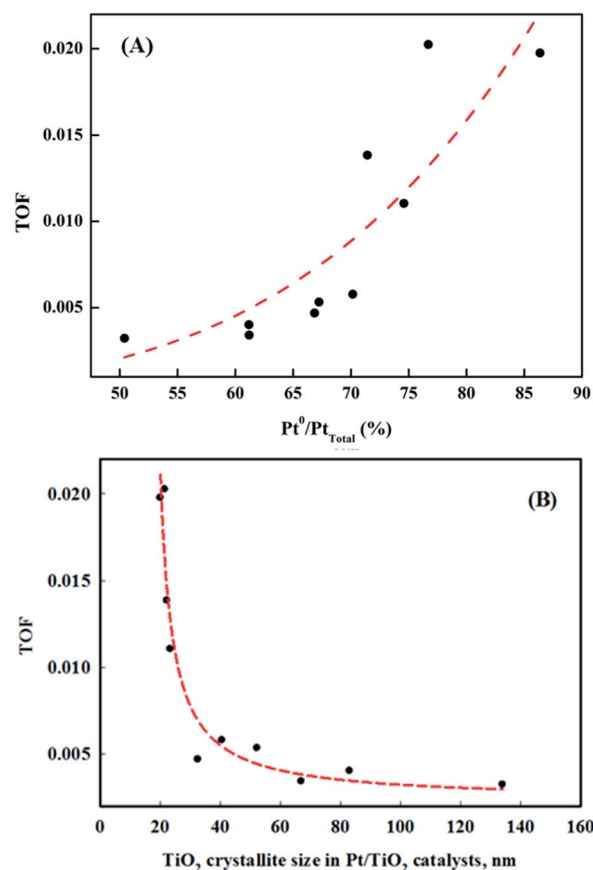 (A)
0.020
0.015
0.010
0.005
TOF
50 55 60 65 70 75 80 85 90
Pt⁰/Pt_Total (%)
(B)
0.020
0.015
0.010
0.005
TOF
0 20 40 60 80 100 120 140 160
TiO₂ crystallite size in Pt/TiO₂ catalysts, nm